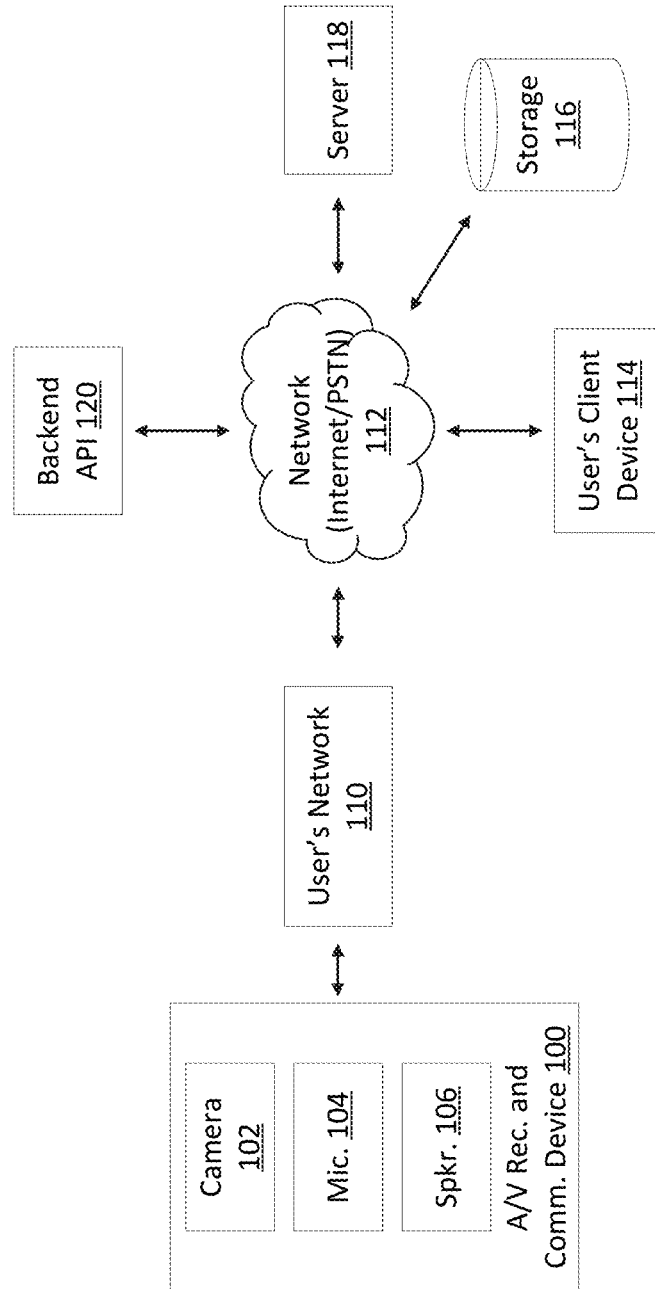 Camera
102
Mic. 104
Spkr. 106
A/V Rec. and
Comm. Device 100
User's Network
110
Backend
API 120
Network
(Internet/PSTN)
112
User's Client
Device 114
Server 118
Storage
116